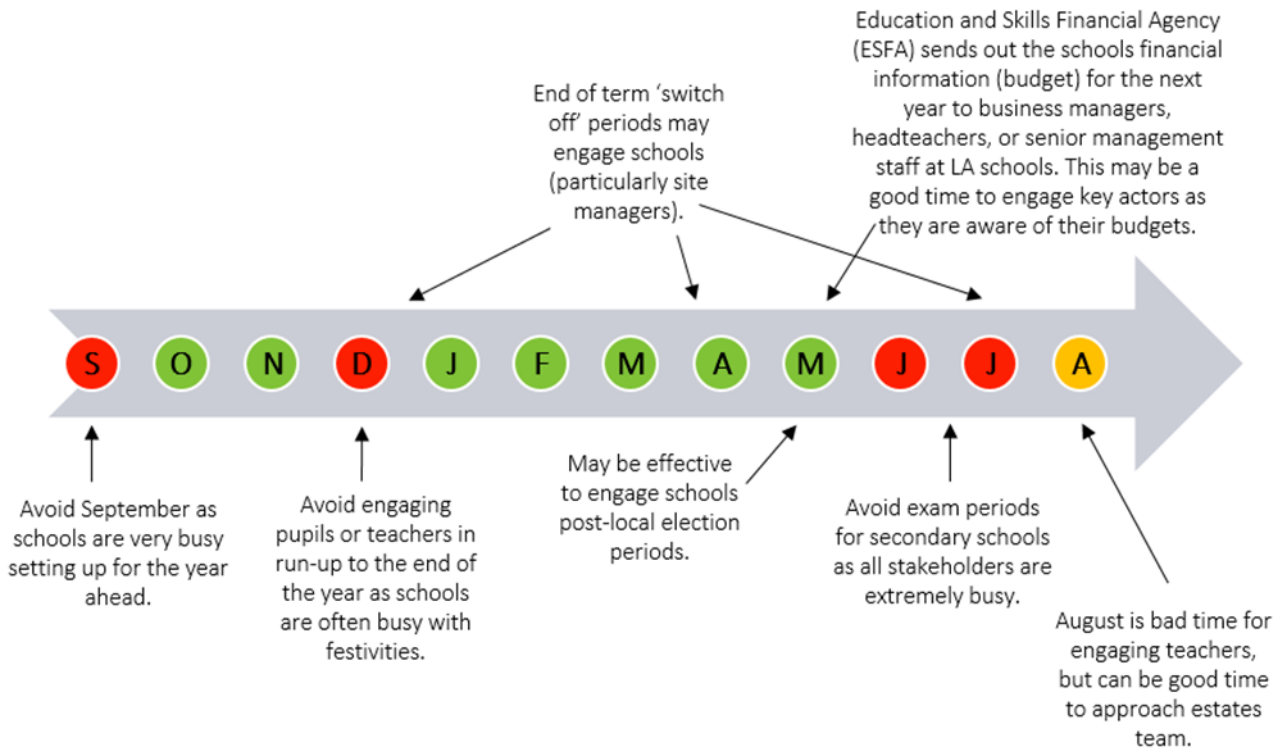 Education and Skills Financial Agency
(ESFA) sends out the schools financial
information (budget) for the next
year to business managers,
headteachers, or senior management
staff at LA schools. This may be a
good time to engage key actors as
they are aware of their budgets.
End of term ‘switch
off’ periods may
engage schools
(particularly site
managers).
S O N D J F M A M J J A
Avoid September as
schools are very busy
setting up for the year
ahead.
Avoid engaging
pupils or teachers in
run-up to the end of
the year as schools
are often busy with
festivities.
May be effective
to engage schools
post-local election
periods.
Avoid exam periods
for secondary schools
as all stakeholders are
extremely busy.
August is bad time for
engaging teachers,
but can be good time
to approach estates
team.